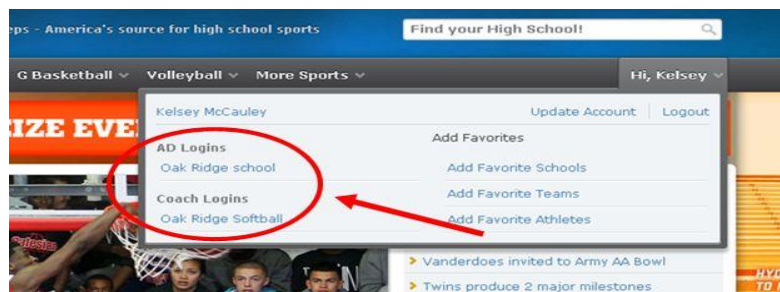 eps - America's source for high school sports
Find your High School!
G Basketball Volleyball More Sports Hi, Kelsey
IZE EVE
Kelsey McCauley Update Account Logout
AD Logins
Oak Ridge school
Coach Logins
Oak Ridge Softball
Add Favorites
Add Favorite Schools
Add Favorite Teams
Add Favorite Athletes
Vanderdoes invited to Army AA Bowl
Twins produce 2 major milestones
HYD
TO